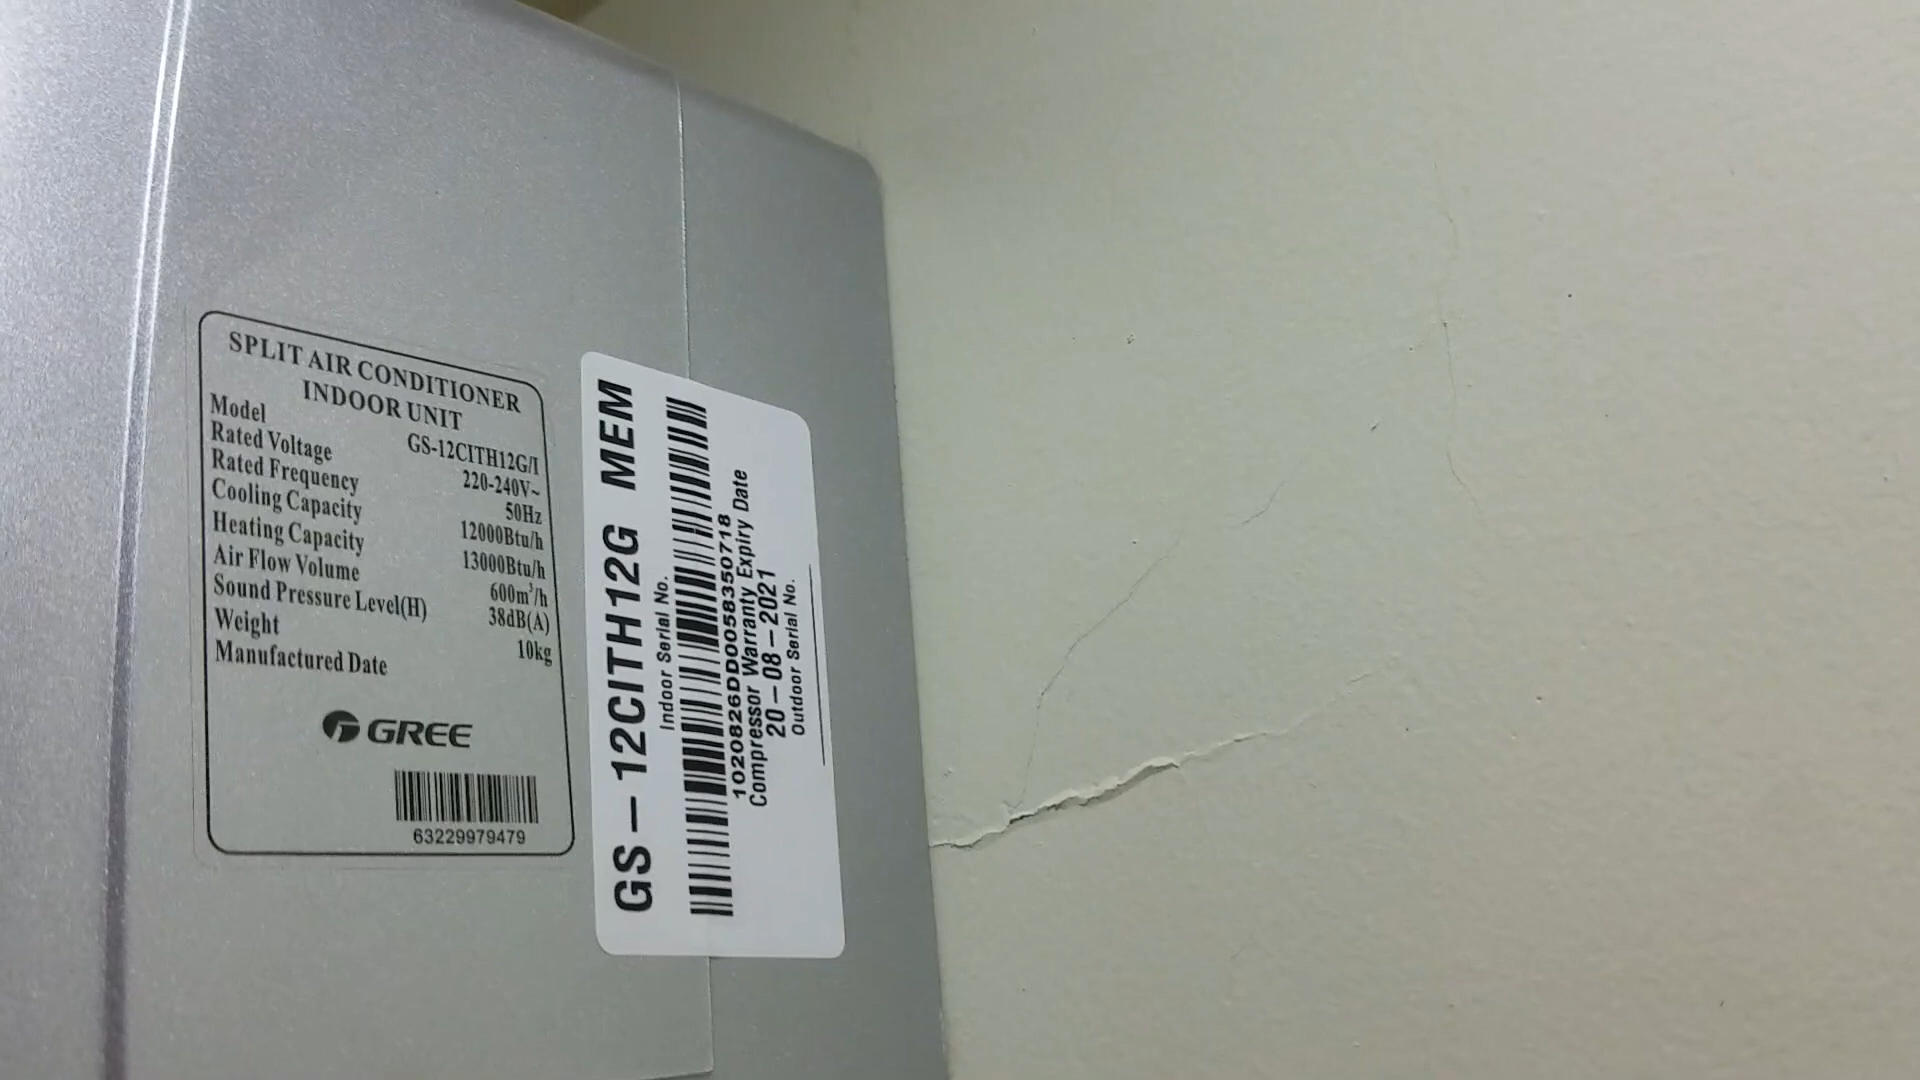 SPLIT AIR CONDITIONER
INDOOR UNIT
Model GS-12CITH12G/I
Rated Voltage 220-240V~
Rated Frequency 50Hz
Cooling Capacity 12000Btu/h
Heating Capacity 13000Btu/h
Air Flow Volume 600m³/h
Sound Pressure Level(H) 38dB(A)
Weight 10kg
Manufactured Date
GREE
63229979479
GS-12CITH12G MEM
Indoor Serial No.
1020826DD0058350718
Compressor Warranty Expiry Date
20-08-2021
Outdoor Serial No.